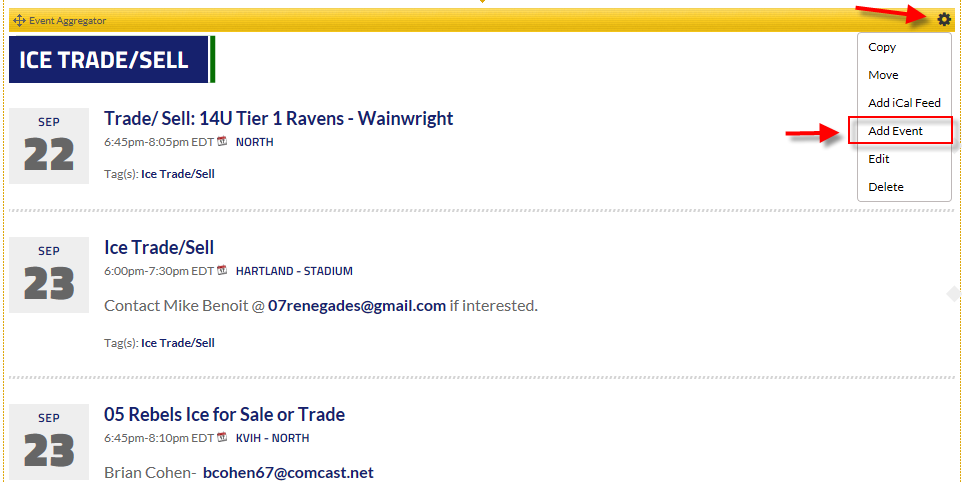 Event Aggregator
ICE TRADE/SELL
Copy
Move
Add iCal Feed
Add Event
Edit
Delete
SEP
22
Trade/ Sell: 14U Tier 1 Ravens - Wainwright
6:45pm-8:05pm EDT NORTH
Tag(s): Ice Trade/Sell
SEP
23
Ice Trade/Sell
6:00pm-7:30pm EDT HARTLAND - STADIUM
Contact Mike Benoit @ 07renegades@gmail.com if interested.
Tag(s): Ice Trade/Sell
SEP
23
05 Rebels Ice for Sale or Trade
6:45pm-8:10pm EDT KVIH - NORTH
Brian Cohen- bcohen67@comcast.net